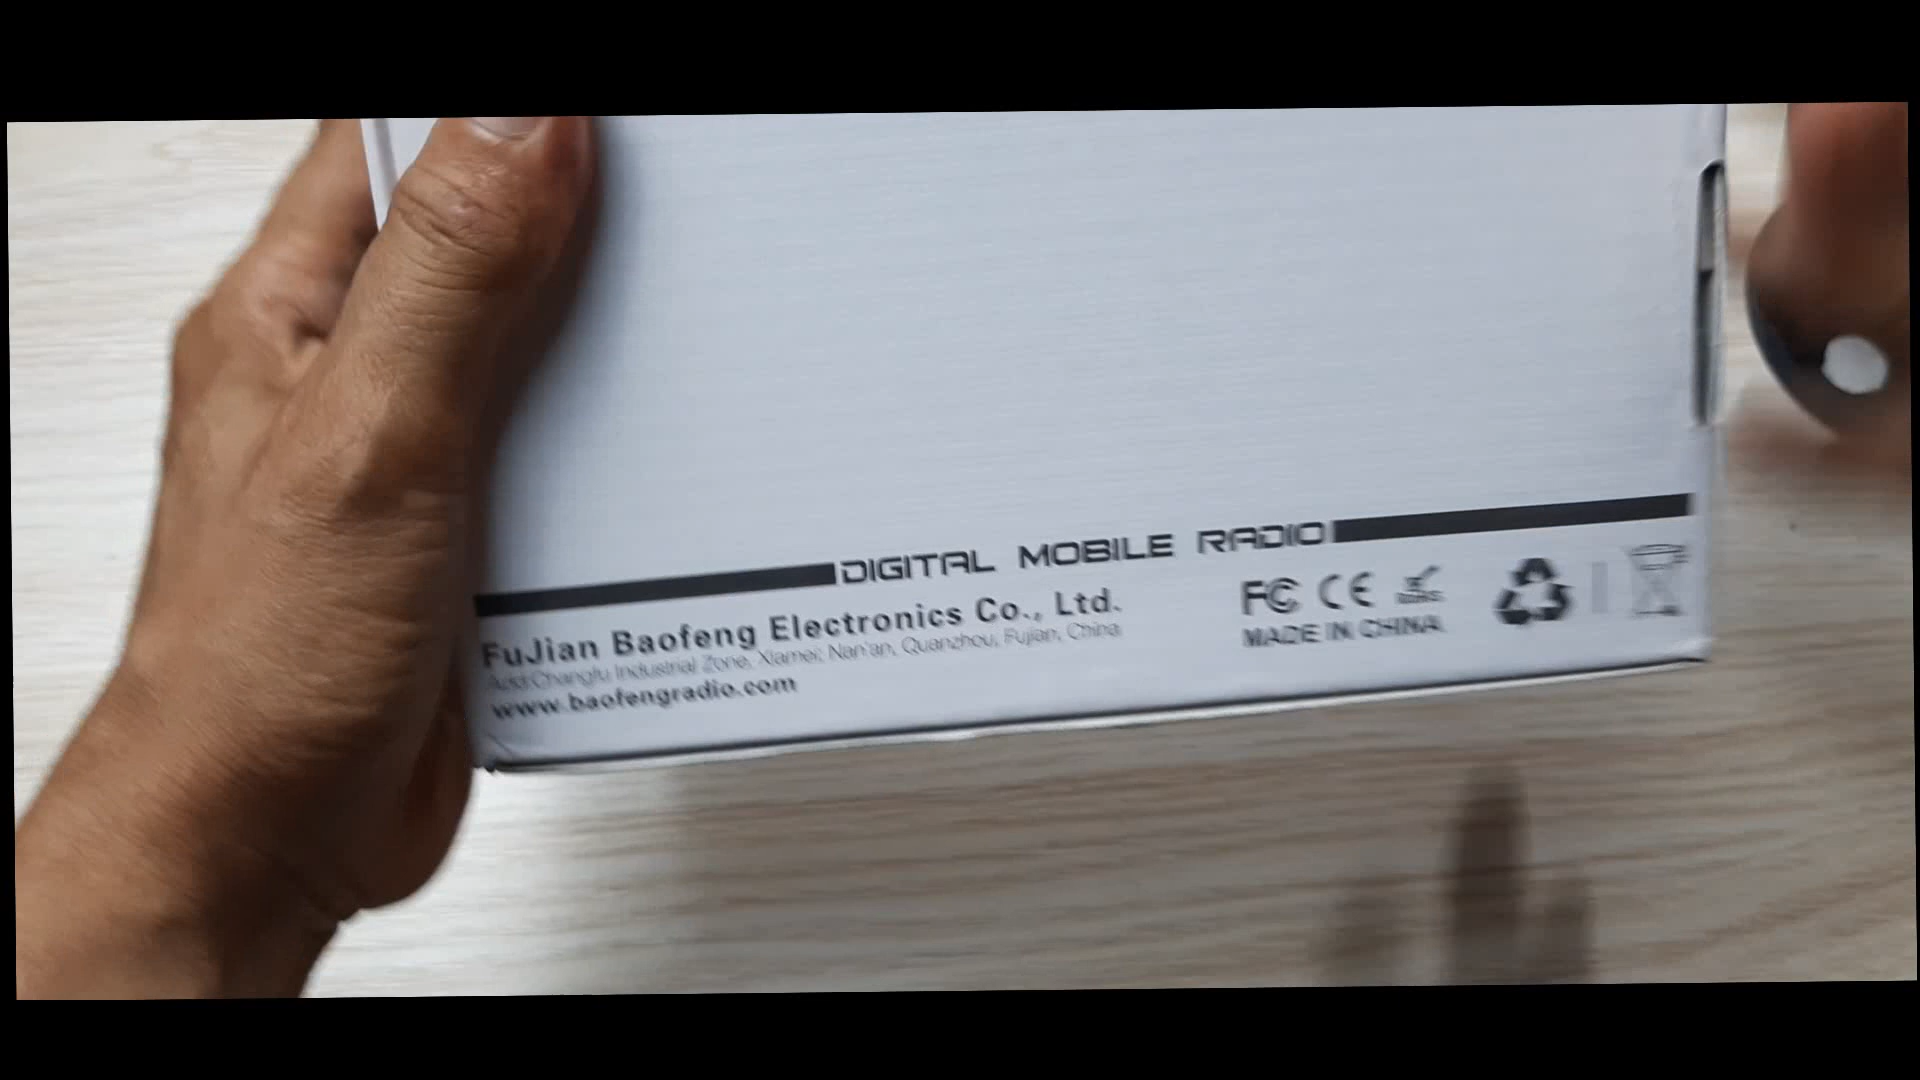 DIGITAL MOBILE RADIO
FuJian Baofeng Electronics Co., Ltd.
Add:Changfu Industrial Zone, Xiamei, Nan'an, Quanzhou, Fujian, China
www.baofengradio.com
FC CE RoHS
MADE IN CHINA